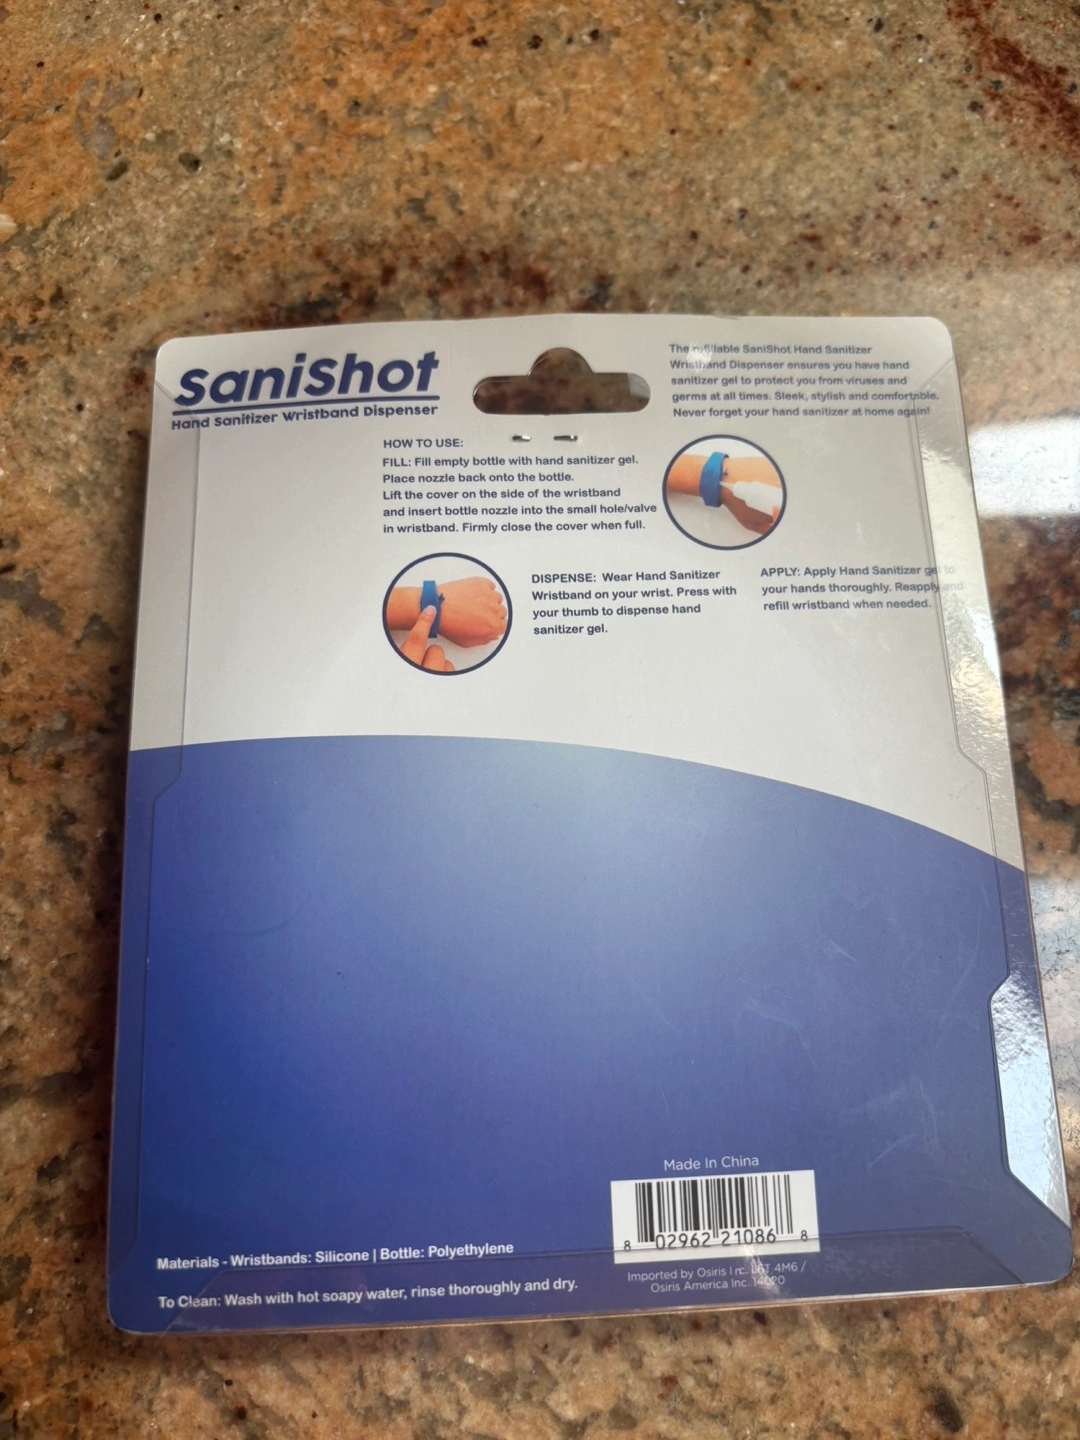 SaniShot
Hand Sanitizer Wristband Dispenser
The refillable SaniShot Hand Sanitizer
Wristband Dispenser ensures you have hand
sanitizer gel to protect you from viruses and
germs at all times. Sleek, stylish and comfortable.
Never forget your hand sanitizer at home again!
HOW TO USE:
FILL: Fill empty bottle with hand sanitizer gel.
Place nozzle back onto the bottle.
Lift the cover on the side of the wristband
and insert bottle nozzle into the small hole/valve
in wristband. Firmly close the cover when full.
DISPENSE: Wear Hand Sanitizer
Wristband on your wrist. Press with
your thumb to dispense hand
sanitizer gel.
APPLY: Apply Hand Sanitizer gel to
your hands thoroughly. Reapply and
refill wristband when needed.
Made In China
8 02962 21086 8
Imported by Osiris Inc. L6T 4M6 /
Osiris America Inc. 14020
Materials - Wristbands: Silicone | Bottle: Polyethylene
To Clean: Wash with hot soapy water, rinse thoroughly and dry.